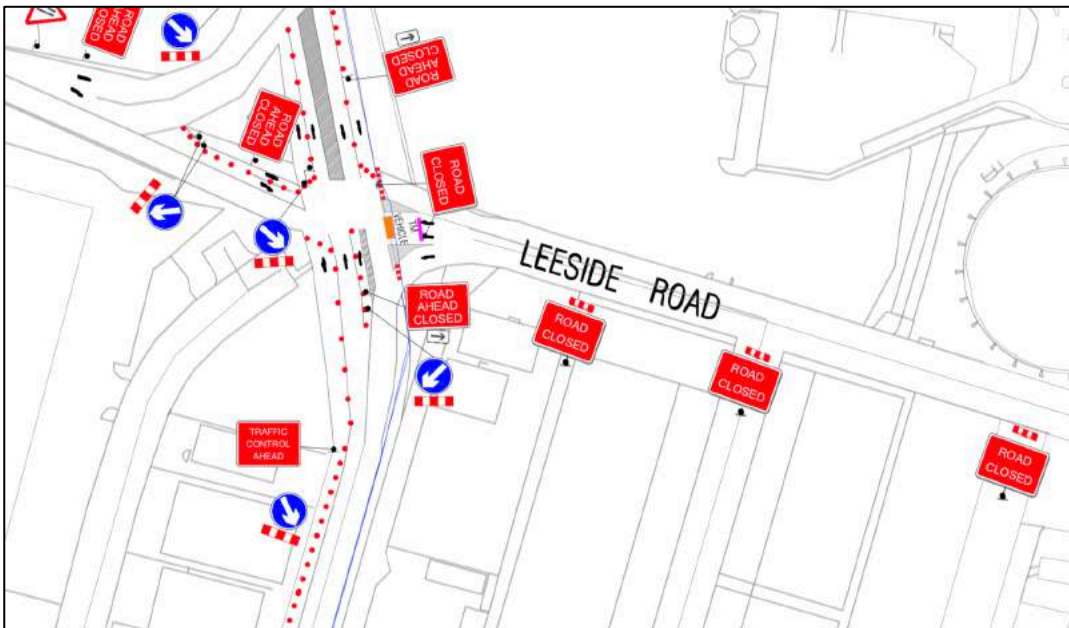 ROAD
AHEAD
CLOSED
ROAD
AHEAD
CLOSED
ROAD
AHEAD
CLOSED
ROAD
CLOSED
TM
VEHICLE
LEESIDE ROAD
ROAD
AHEAD
CLOSED
ROAD
CLOSED
ROAD
CLOSED
TRAFFIC
CONTROL
AHEAD
ROAD
CLOSED